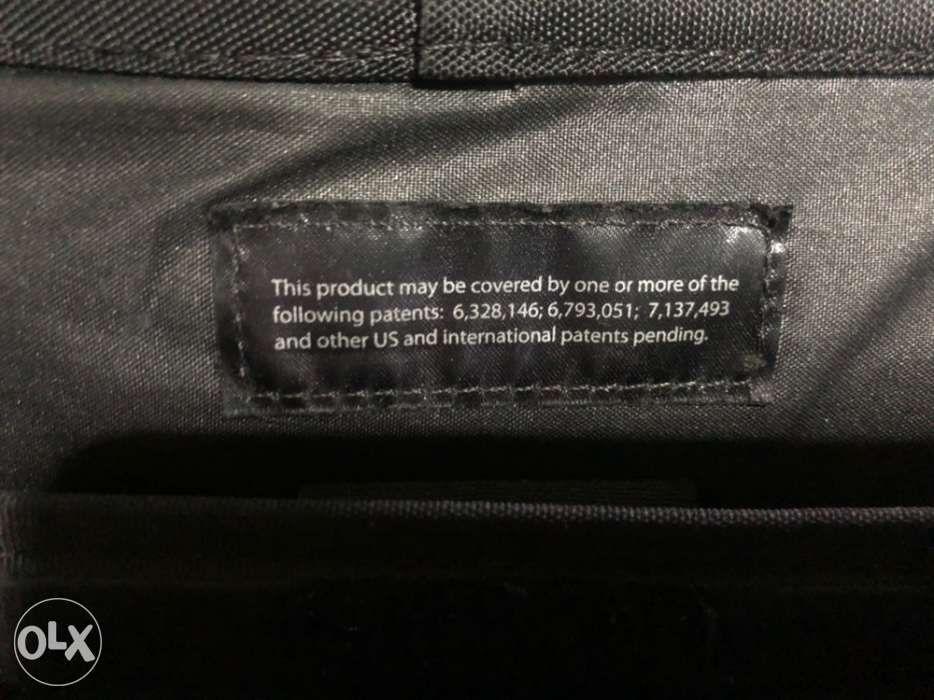 This product may be covered by one or more of the
following patents: 6,328,146; 6,793,051; 7,137,493
and other US and international patents pending.
OLX